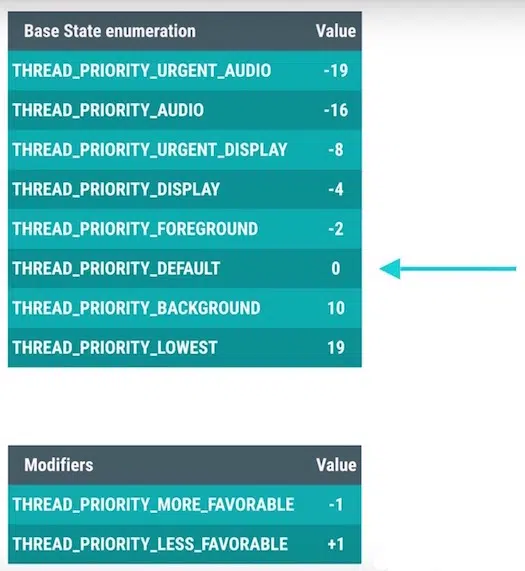 Base State enumeration Value
THREAD_PRIORITY_URGENT_AUDIO -19
THREAD_PRIORITY_AUDIO -16
THREAD_PRIORITY_URGENT_DISPLAY -8
THREAD_PRIORITY_DISPLAY -4
THREAD_PRIORITY_FOREGROUND -2
THREAD_PRIORITY_DEFAULT 0
THREAD_PRIORITY_BACKGROUND 10
THREAD_PRIORITY_LOWEST 19
Modifiers Value
THREAD_PRIORITY_MORE_FAVORABLE -1
THREAD_PRIORITY_LESS_FAVORABLE +1